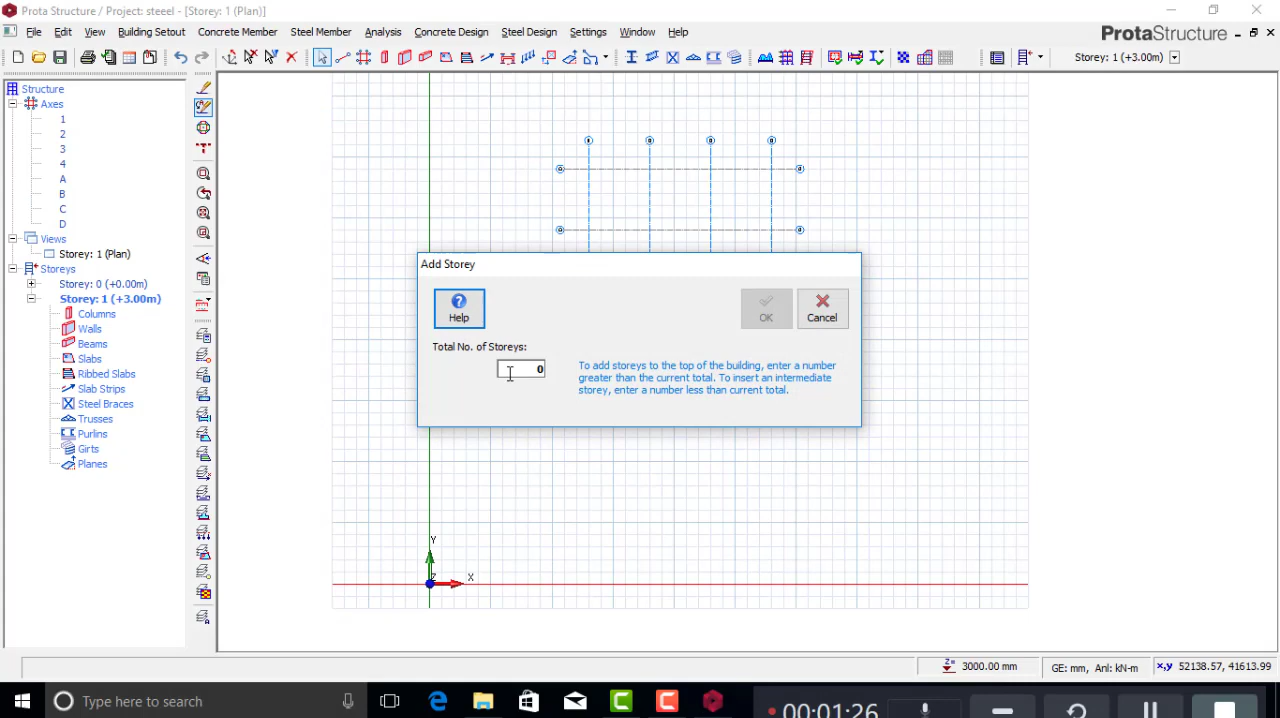 Prota Structure : steeel - [Storey: 1 (Plan)]
File Edit View Building Setout Concrete Member Steel Member Analysis Concrete Design Steel Design Settings Window Help
ProtaStructure
Storey: 1 (+3.00m)
Structure
Axes
1
2
3
4
A
B
C
D
Views
Storey: 1 (Plan)
Storeys
Storey: 0 (+0.00m)
Storey: 1 (+3.00m)
Columns
Walls
Beams
Slabs
Ribbed Slabs
Slab Strips
Steel Braces
Trusses
Purlins
Girts
Planes
Add Storey
Help
OK
Cancel
Total No. of Storeys:
0
To add storeys to the top of the building, enter a number
greater than the current total. To insert an intermediate
storey, enter a number less than current total.
Y
Z
X
Z= 3000.00 mm
GE: mm, Anl: kN-m
x,y 52138.57, 41613.99
Type here to search
00:01:26